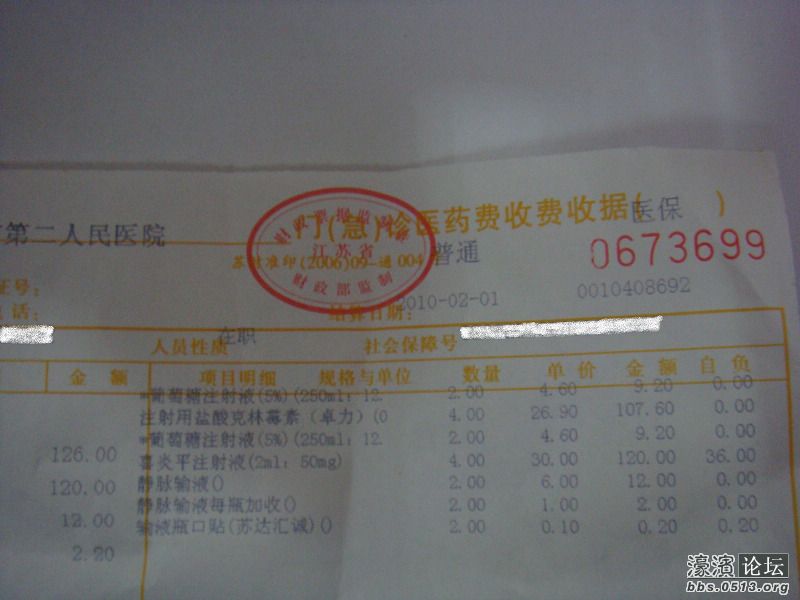 门(急)诊医药费收费收据(医保 )
第二人民医院
江苏省
苏财准印(2006)09-通 004
普通
0673699
财政部监制
证号:
0010408692
电话:
结算日期:
2010-02-01
人员性质
在职
社会保障号
金 额 项目明细 规格与单位 数量 单价 金额 自负
*葡萄糖注射液(5%)(250ml:12. 2.00 4.60 9.20 0.00
注射用盐酸克林霉素(卓力)(0 4.00 26.90 107.60 0.00
*葡萄糖注射液(5%)(250ml:12. 2.00 4.60 9.20 0.00
126.00 喜炎平注射液(2ml:50mg) 4.00 30.00 120.00 36.00
120.00 静脉输液() 2.00 6.00 12.00 0.00
静脉输液每瓶加收() 2.00 1.00 2.00 0.00
12.00 输液瓶口贴(苏达汇诚)() 2.00 0.10 0.20 0.20
2.20
濠滨论坛
bbs.0513.org